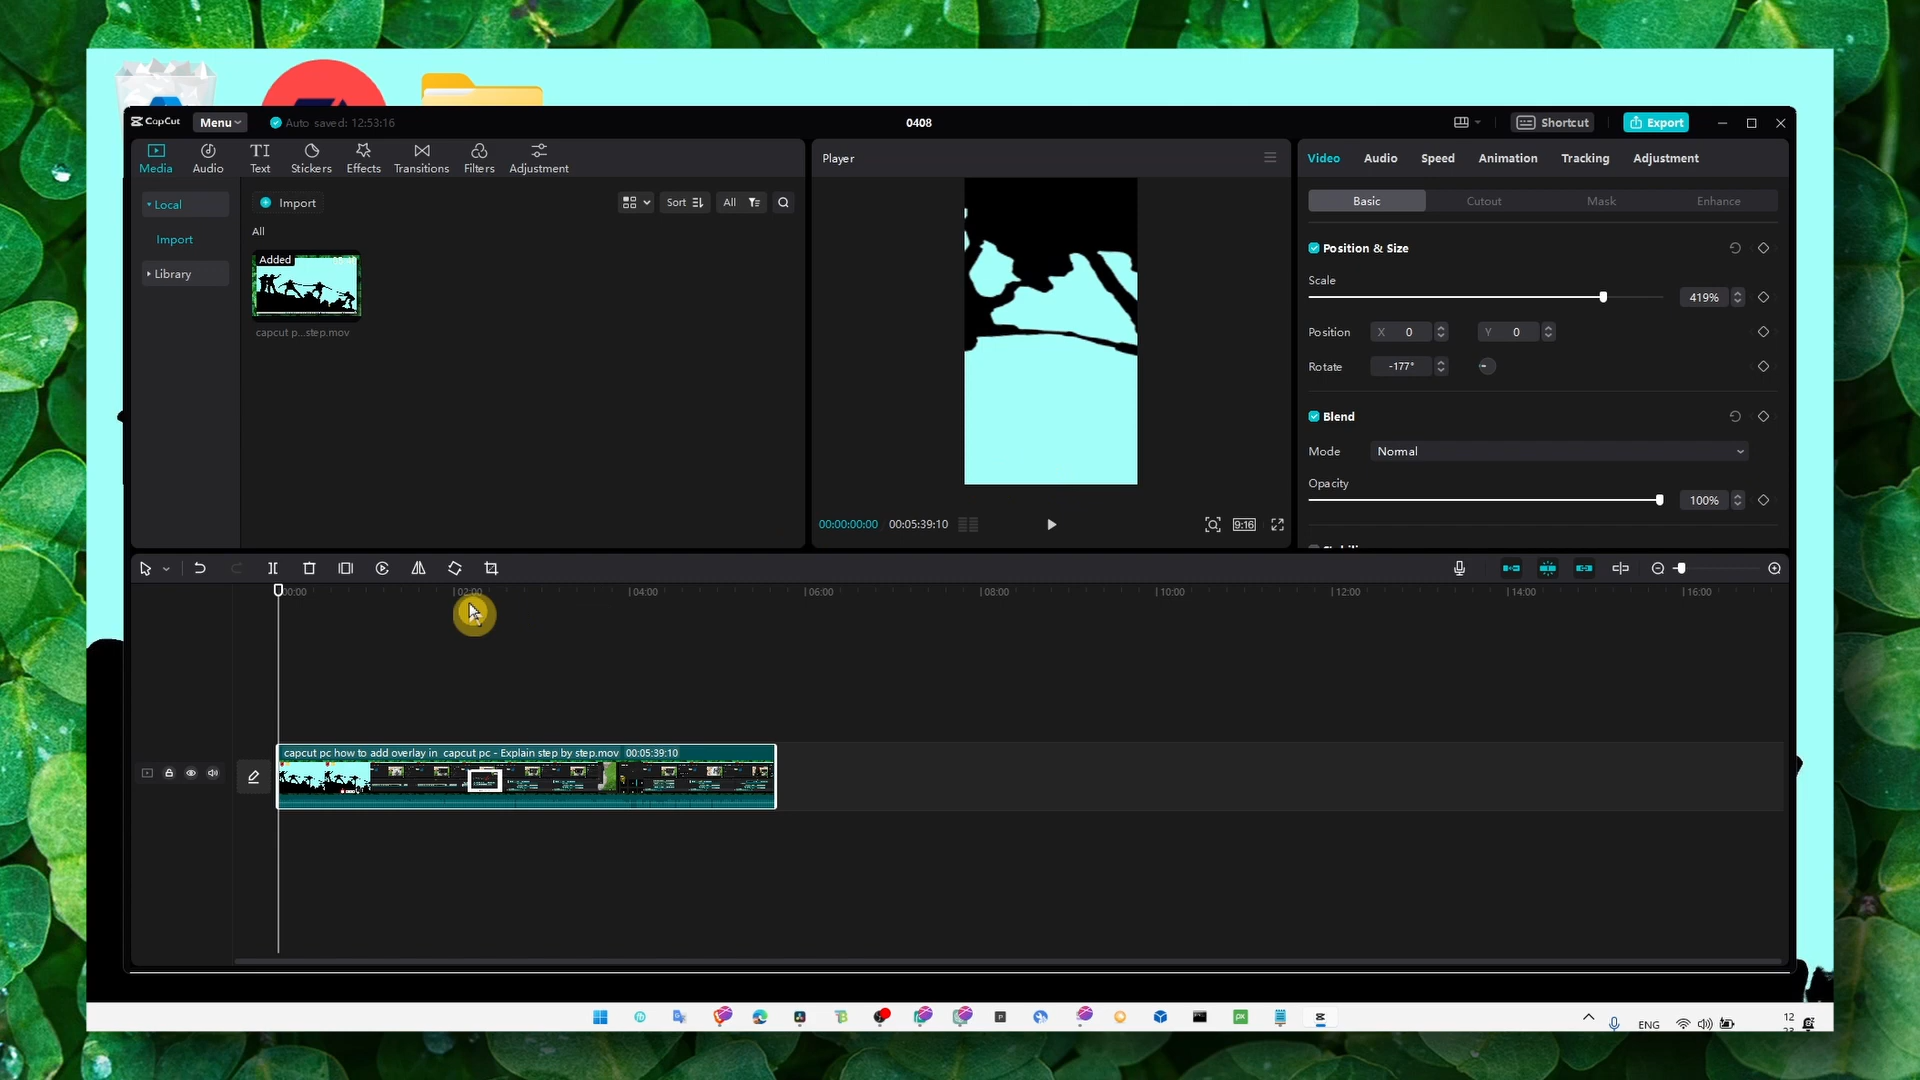 CapCut Menu Auto saved: 12:53:16 0408 Shortcut Export
Media Audio Text Stickers Effects Transitions Filters Adjustment
Player
Video Audio Speed Animation Tracking Adjustment
Local
Import
Library
Import
Sort All
All
Added
capcut p...step.mov
00:00:00:00 00:05:39:10
9:16
Basic Cutout Mask Enhance
Position & Size
Scale
419%
Position X 0 Y 0
Rotate -177°
Blend
Mode Normal
Opacity
100%
00:00 02:00 04:00 06:00 08:00 10:00 12:00 14:00 16:00
capcut pc how to add overlay in capcut pc - Explain step by step.mov 00:05:39:10
ENG
12